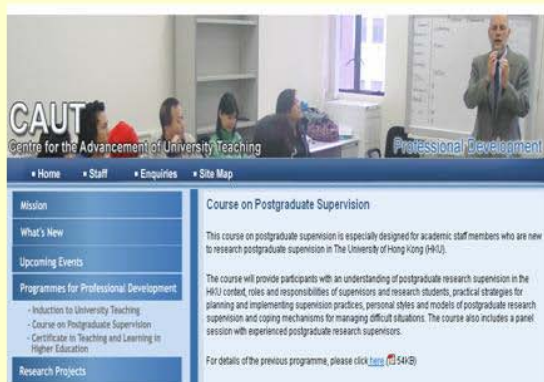 CAUT
Centre for the Advancement of University Teaching
Professional Development
▪ Home ▪ Staff ▪ Enquiries ▪ Site Map
Mission
What's New
Upcoming Events
Programmes for Professional Development
- Induction to University Teaching
- Course on Postgraduate Supervision
- Certificate in Teaching and Learning in
Higher Education
Research Projects
Course on Postgraduate Supervision
This course on postgraduate supervision is especially designed for academic staff members who are new
to research postgraduate supervision in The University of Hong Kong (HKU).
The course will provide participants with an understanding of postgraduate research supervision in the
HKU context, roles and responsibilities of supervisors and research students, practical strategies for
planning and implementing supervision practices, personal styles and models of postgraduate research
supervision and coping mechanisms for managing difficult situations. The course also includes a panel
session with experienced postgraduate research supervisors.
For details of the previous programme, please click here (54KB)